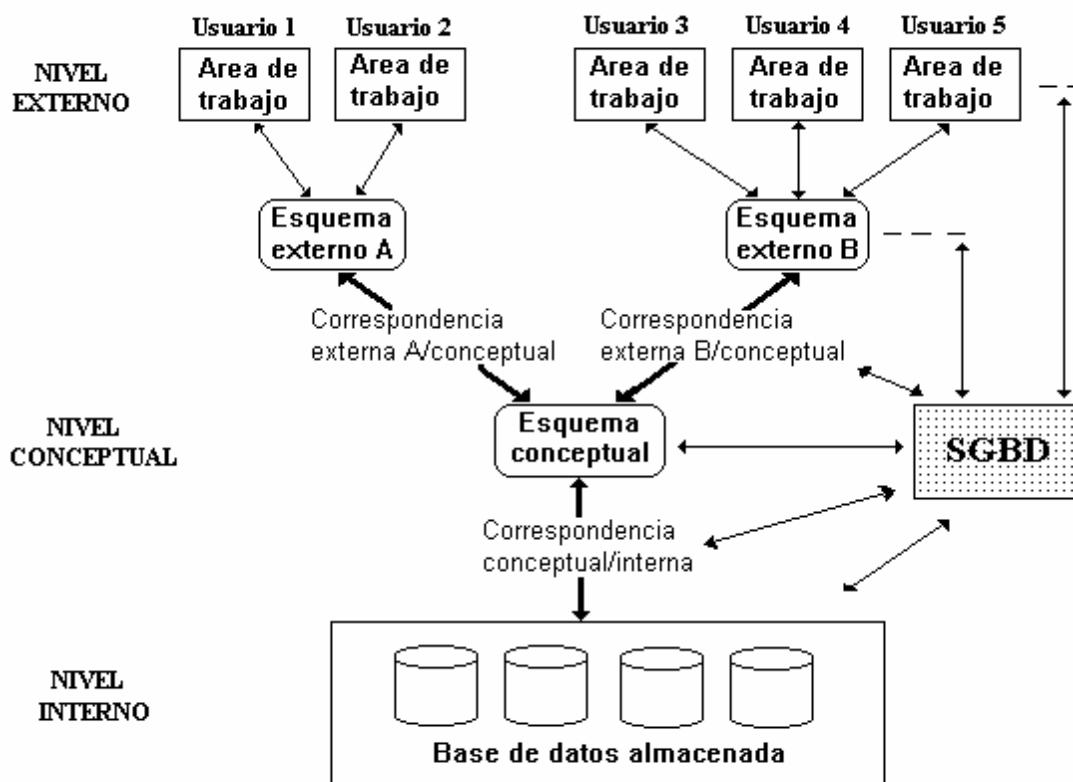 Usuario 1
Usuario 2
Usuario 3
Usuario 4
Usuario 5
NIVEL
EXTERNO
Area de
trabajo
Area de
trabajo
Area de
trabajo
Area de
trabajo
Area de
trabajo
Esquema
externo A
Esquema
externo B
Correspondencia
externa A/conceptual
Correspondencia
externa B/conceptual
NIVEL
CONCEPTUAL
Esquema
conceptual
SGBD
Correspondencia
conceptual/interna
NIVEL
INTERNO
Base de datos almacenada